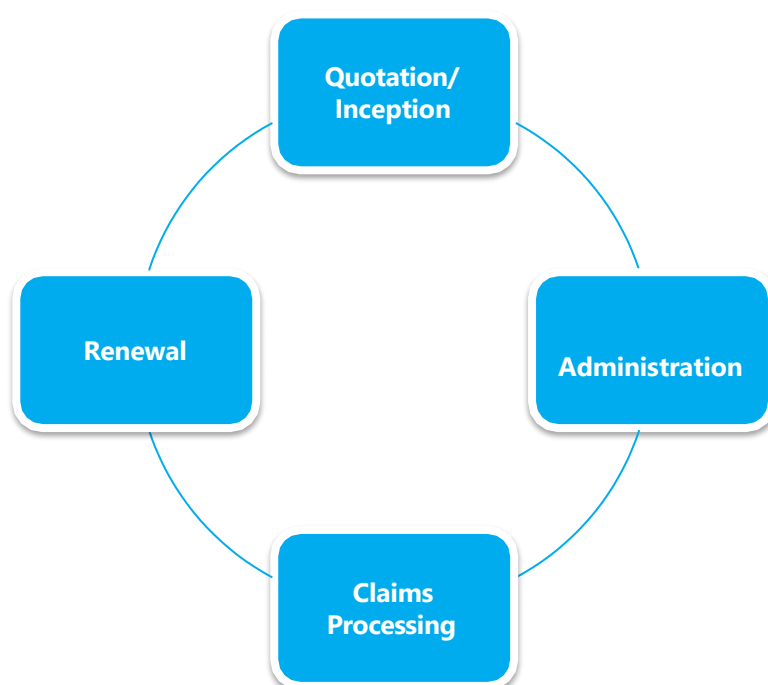 Quotation/
Inception
Renewal
Administration
Claims
Processing